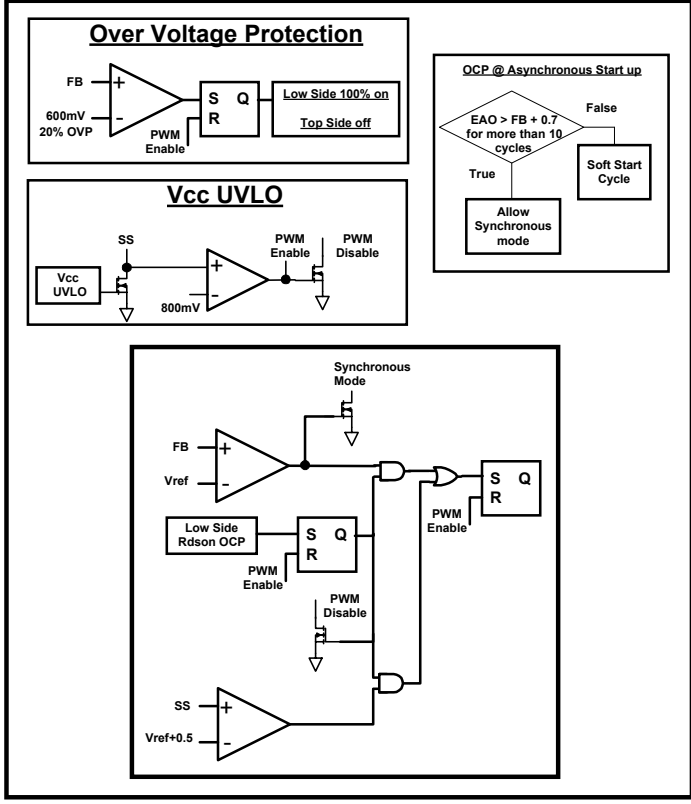 Over Voltage Protection
FB
+
600mV
20% OVP
-
S Q
R
PWM
Enable
Low Side 100% on
Top Side off
OCP @ Asynchronous Start up
EAO > FB + 0.7
for more than 10
cycles
False
True
Soft Start
Cycle
Allow
Synchronous
mode
Vcc UVLO
SS
Vcc
UVLO
+
-
800mV
PWM
Enable
PWM
Disable
Synchronous
Mode
FB
+
Vref
-
Low Side
Rdson OCP
S Q
R
PWM
Enable
S Q
R
PWM
Enable
PWM
Disable
SS
+
Vref+0.5
-